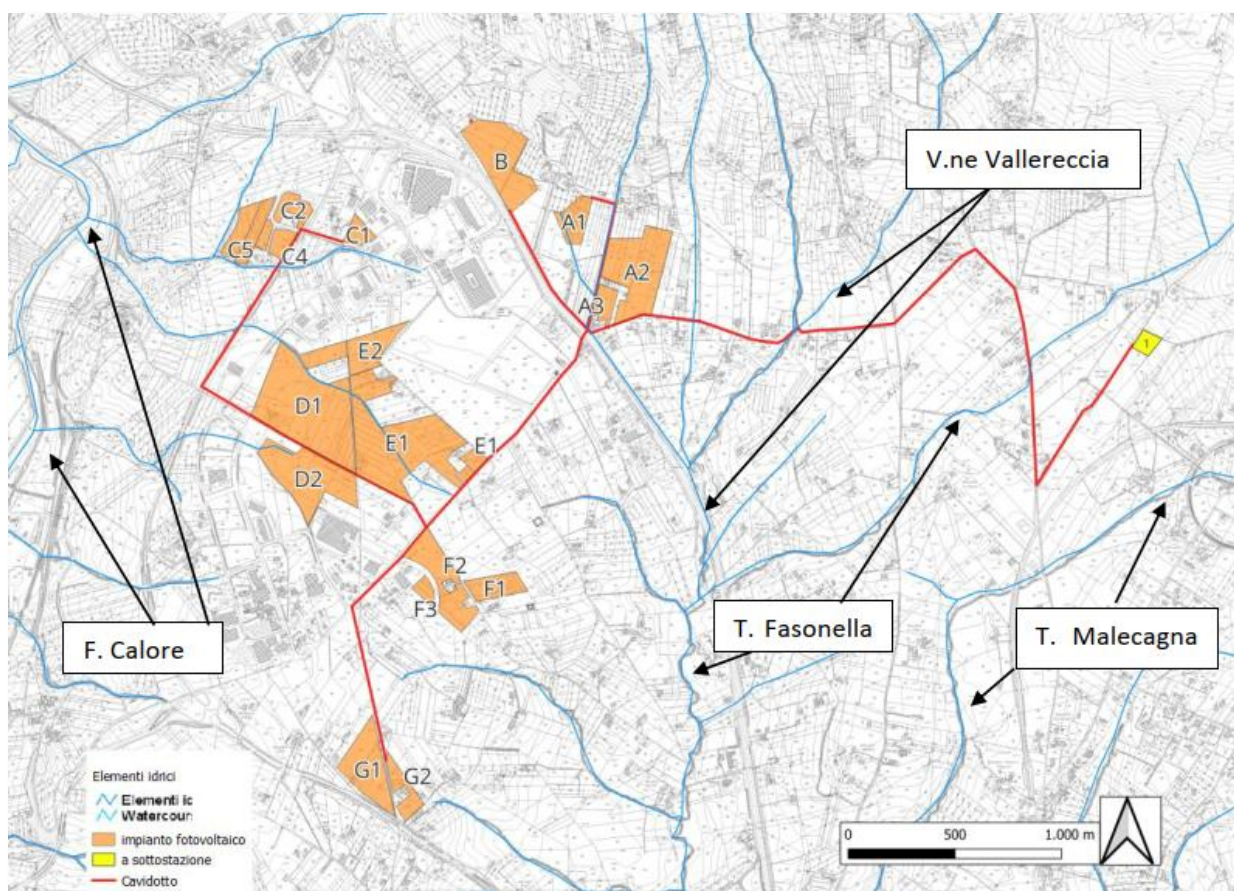 V.ne Vallereccia
B
C2
A1
C1
C5
C4
A2
A3
E2
1
D1
E1
E1
D2
F2
F1
F3
F. Calore
T. Fasonella
T. Malecagna
G1
G2
Elementi idrici
Elementi ic
Watercour
impianto fotovoltaico
a sottostazione
Cavidotto
0 500 1.000 m